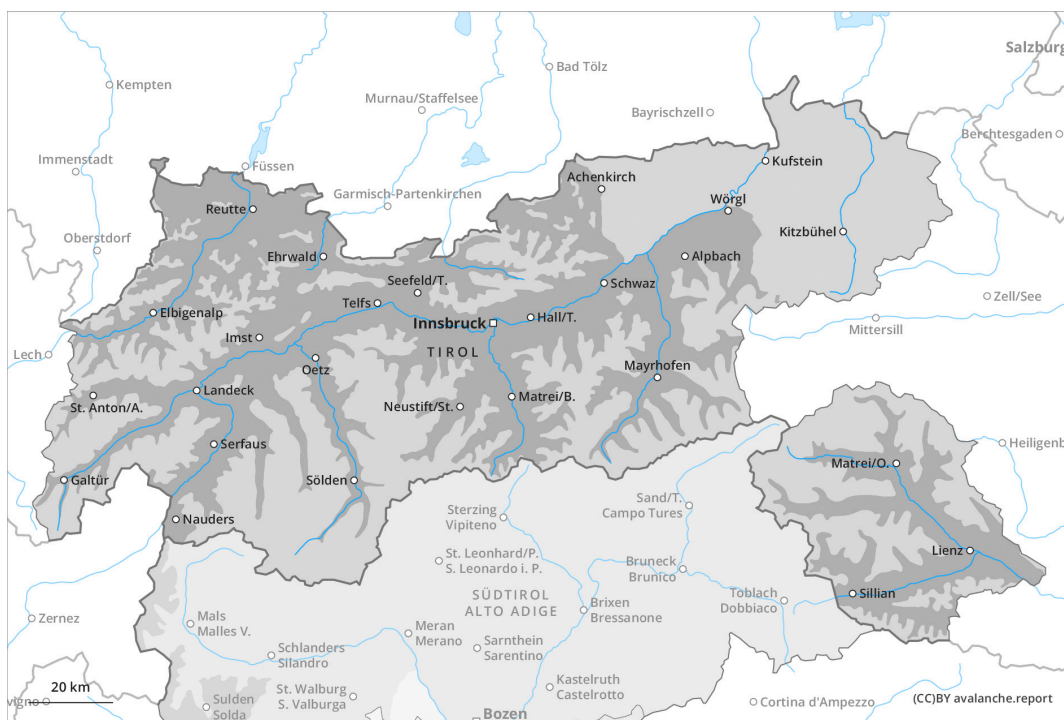 Salzburg
Kempten
Bad Tölz
Murnau/Staffelsee
Bayrischzell
Berchtesgaden
Immenstadt
Füssen
Kufstein
Achenkirch
Garmisch-Partenkirchen
Reutte
Wörgl
Oberstdorf
Kitzbühel
Ehrwald
Alpbach
Seefeld/T.
Schwaz
Zell/See
Telfs
Elbigenalp
Innsbruck
Hall/T.
Mittersill
Imst
Lech
TIROL
Oetz
Mayrhofen
Landeck
St. Anton/A.
Neustift/St.
Matrei/B.
Serfaus
Heiligenb
Matrei/O.
Galtür
Sölden
Sand/T.
Campo Tures
Sterzing
Vipiteno
Nauders
Lienz
St. Leonhard/P.
S. Leonardo i. P.
Bruneck
Brunico
SÜDTIROL
ALTO ADIGE
Sillian
Toblach
Dobbiaco
Brixen
Bressanone
Zernez
Mals
Malles V.
Meran
Merano
Sarnthein
Sarentino
Schlanders
Silandro
Kastelruth
Castelrotto
20 km
St. Walburg
S. Valburga
vigno
Sulden
Solda
Cortina d'Ampezzo
(CC)BY avalanche.report
Bozen